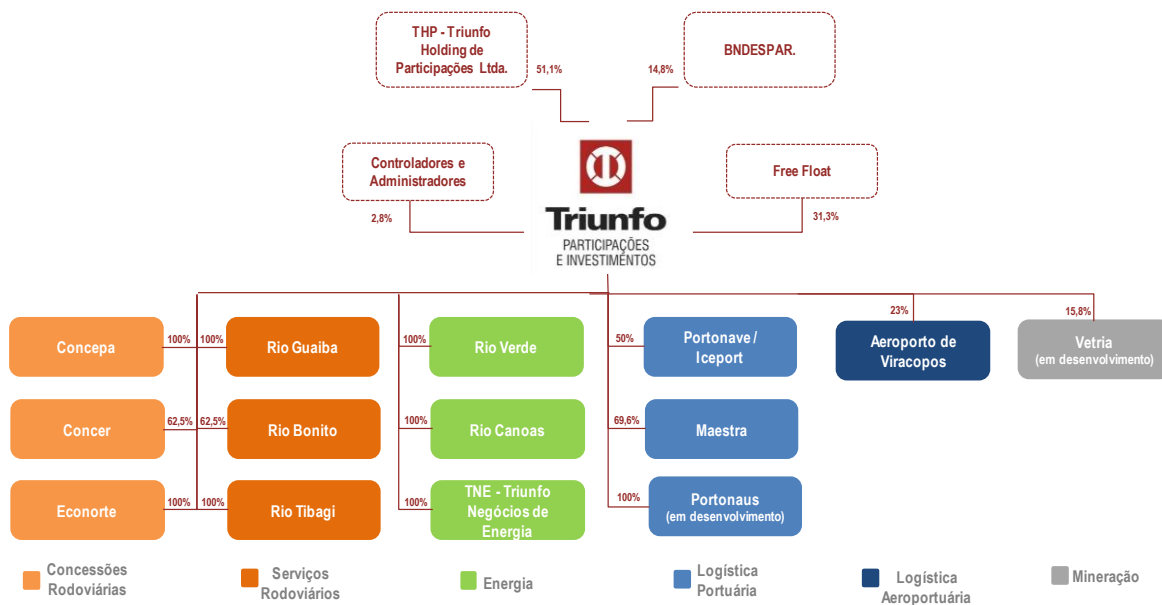 THP - Triunfo
Holding de
Participações Ltda.
51,1%
BNDESPAR.
14,8%
Controladores e
Administradores
2,8%
Free Float
31,3%
Triunfo
PARTICIPAÇÕES
E INVESTIMENTOS
Concepa
100%
100%
Rio Guaiba
100%
Rio Verde
50%
Portonave /
Iceport
23%
Aeroporto de
Viracopos
15,8%
Vetria
(em desenvolvimento)
Concer
62,5%
62,5%
Rio Bonito
100%
Rio Canoas
69,6%
Maestra
Econorte
100%
100%
Rio Tibagi
100%
TNE - Triunfo
Negócios de
Energia
100%
Portonaus
(em desenvolvimento)
Concessões
Rodoviárias
Serviços
Rodoviários
Energia
Logística
Portuária
Logística
Aeroportuária
Mineração